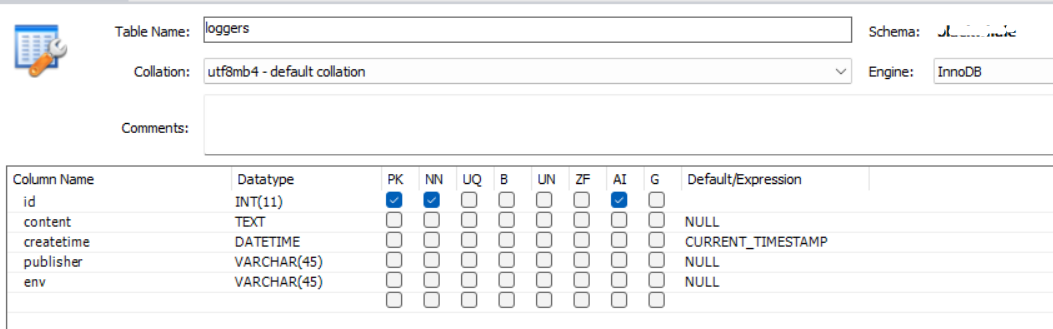 Table Name: loggers Schema:
Collation: utf8mb4 - default collation Engine: InnoDB
Comments:
Column Name Datatype PK NN UQ B UN ZF AI G Default/Expression
id INT(11)
content TEXT NULL
createtime DATETIME CURRENT_TIMESTAMP
publisher VARCHAR(45) NULL
env VARCHAR(45) NULL